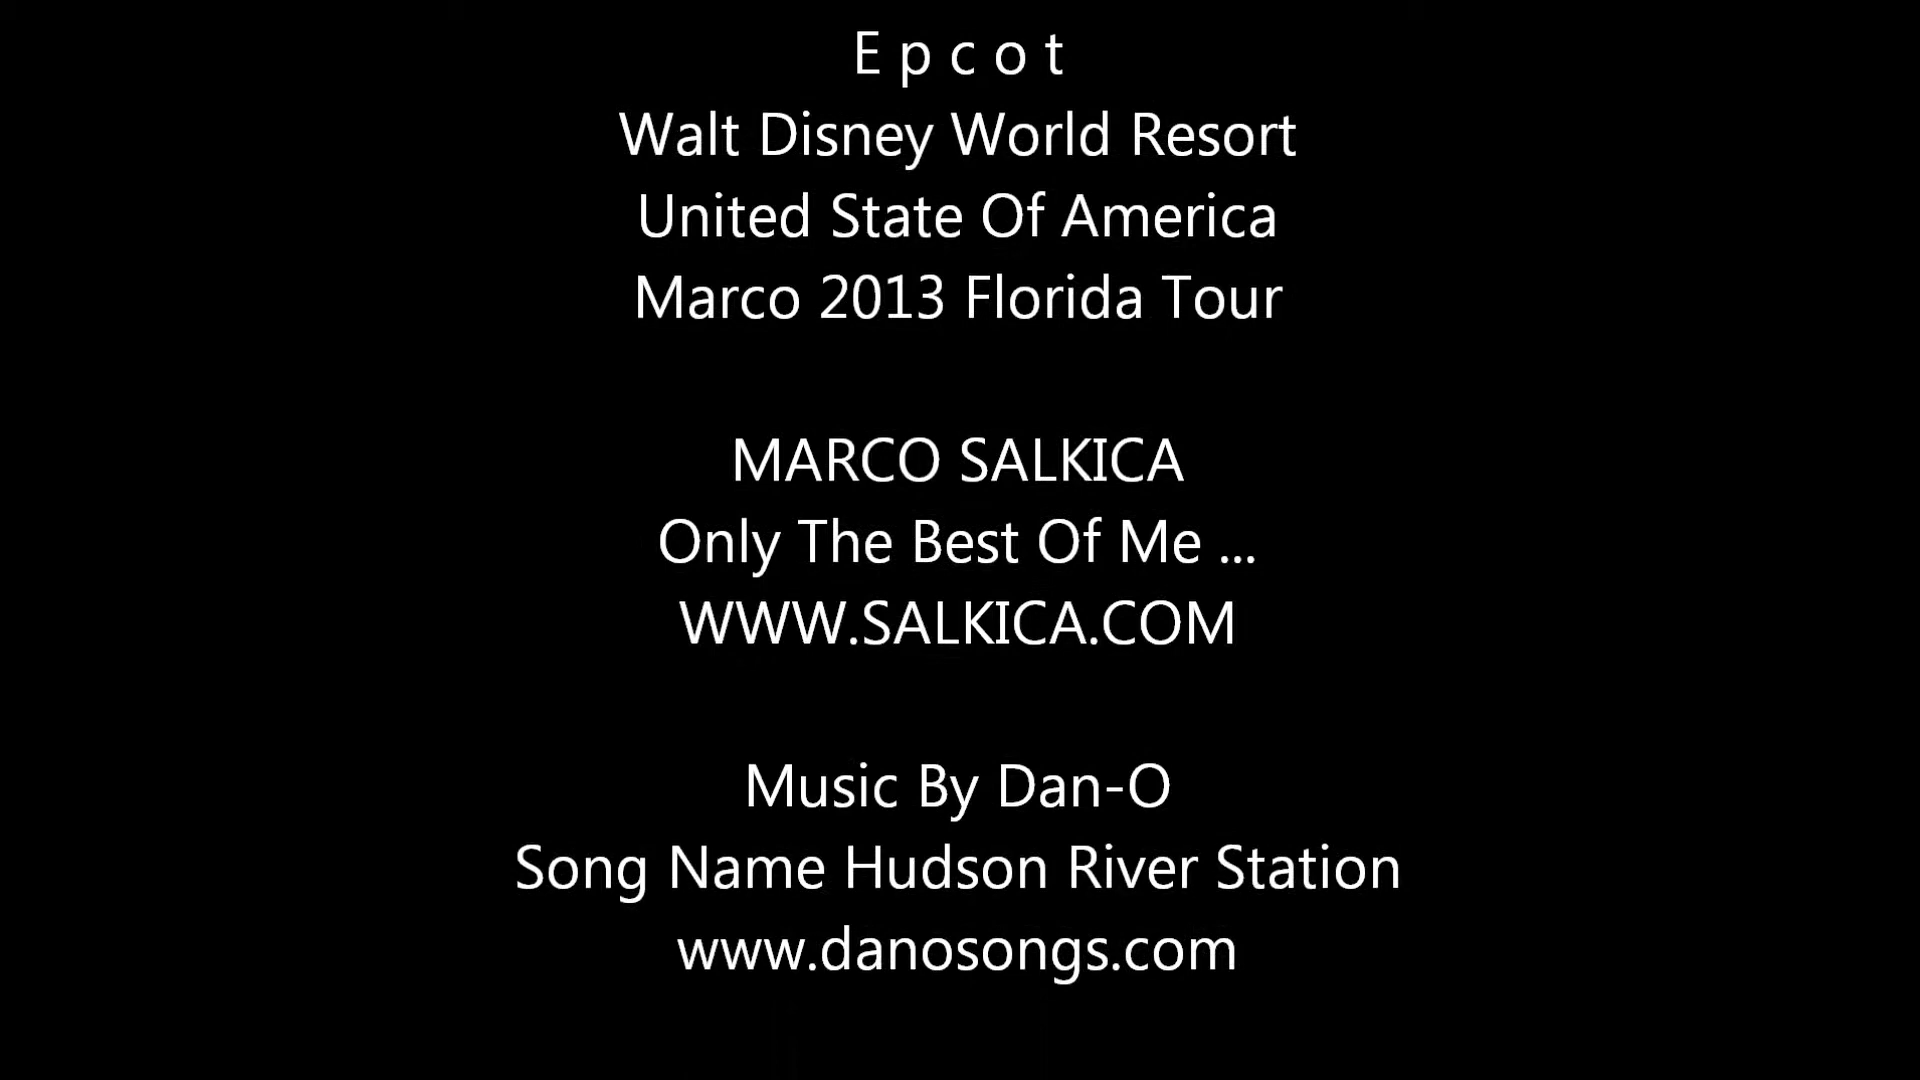 E p c o t
Walt Disney World Resort
United State Of America
Marco 2013 Florida Tour
MARCO SALKICA
Only The Best Of Me ...
WWW.SALKICA.COM
Music By Dan-O
Song Name Hudson River Station
www.danosongs.com